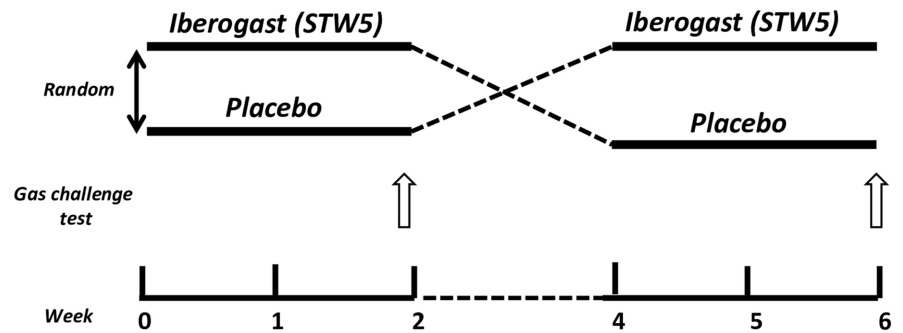 Iberogast (STW5)
Iberogast (STW5)
Random
Placebo
Placebo
Gas challenge
test
Week
0
1
2
4
5
6